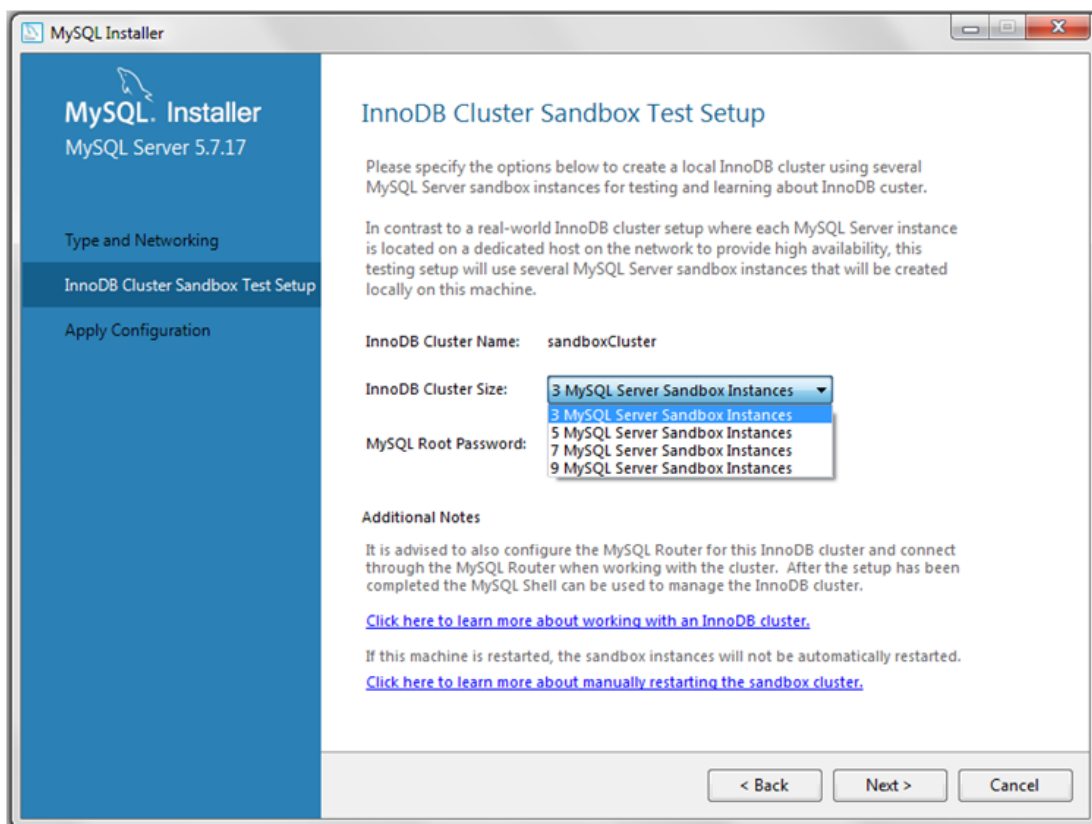 MySQL Installer
MySQL. Installer
MySQL Server 5.7.17
Type and Networking
InnoDB Cluster Sandbox Test Setup
Apply Configuration
InnoDB Cluster Sandbox Test Setup
Please specify the options below to create a local InnoDB cluster using several
MySQL Server sandbox instances for testing and learning about InnoDB custer.
In contrast to a real-world InnoDB cluster setup where each MySQL Server instance
is located on a dedicated host on the network to provide high availability, this
testing setup will use several MySQL Server sandbox instances that will be created
locally on this machine.
InnoDB Cluster Name: sandboxCluster
InnoDB Cluster Size: 3 MySQL Server Sandbox Instances
3 MySQL Server Sandbox Instances
5 MySQL Server Sandbox Instances
MySQL Root Password:
7 MySQL Server Sandbox Instances
9 MySQL Server Sandbox Instances
Additional Notes
It is advised to also configure the MySQL Router for this InnoDB cluster and connect
through the MySQL Router when working with the cluster. After the setup has been
completed the MySQL Shell can be used to manage the InnoDB cluster.
Click here to learn more about working with an InnoDB cluster.
If this machine is restarted, the sandbox instances will not be automatically restarted.
Click here to learn more about manually restarting the sandbox cluster.
< Back
Next >
Cancel